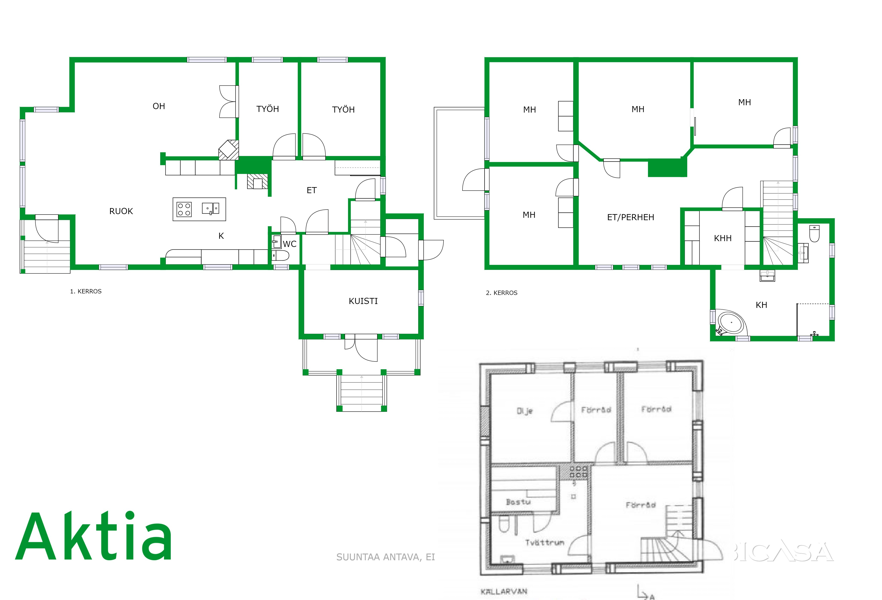 OH
TYÖH
TYÖH
ET
RUOK
K
WC
KUISTI
1. KERROS
MH
MH
MH
MH
ET/PERHEH
KHH
KH
2. KERROS
Olje
Förråd
Förråd
Bastu
Förråd
Tvättrum
KÄLLARVÅN
A
Aktia
SUUNTAA ANTAVA, EI
BICASA